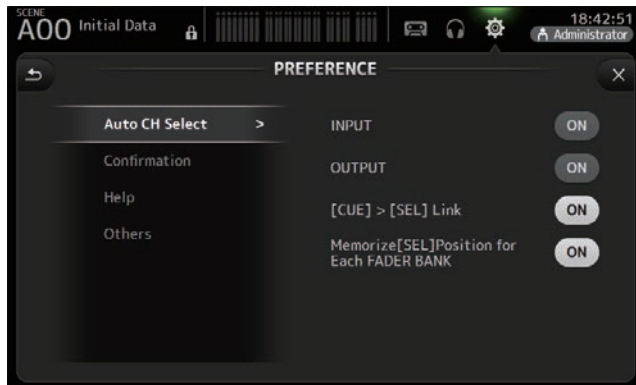 SCENE
A00 Initial Data
18:42:51
Administrator
PREFERENCE
Auto CH Select >
Confirmation
Help
Others
INPUT ON
OUTPUT ON
[CUE] > [SEL] Link ON
Memorize[SEL]Position for
Each FADER BANK ON